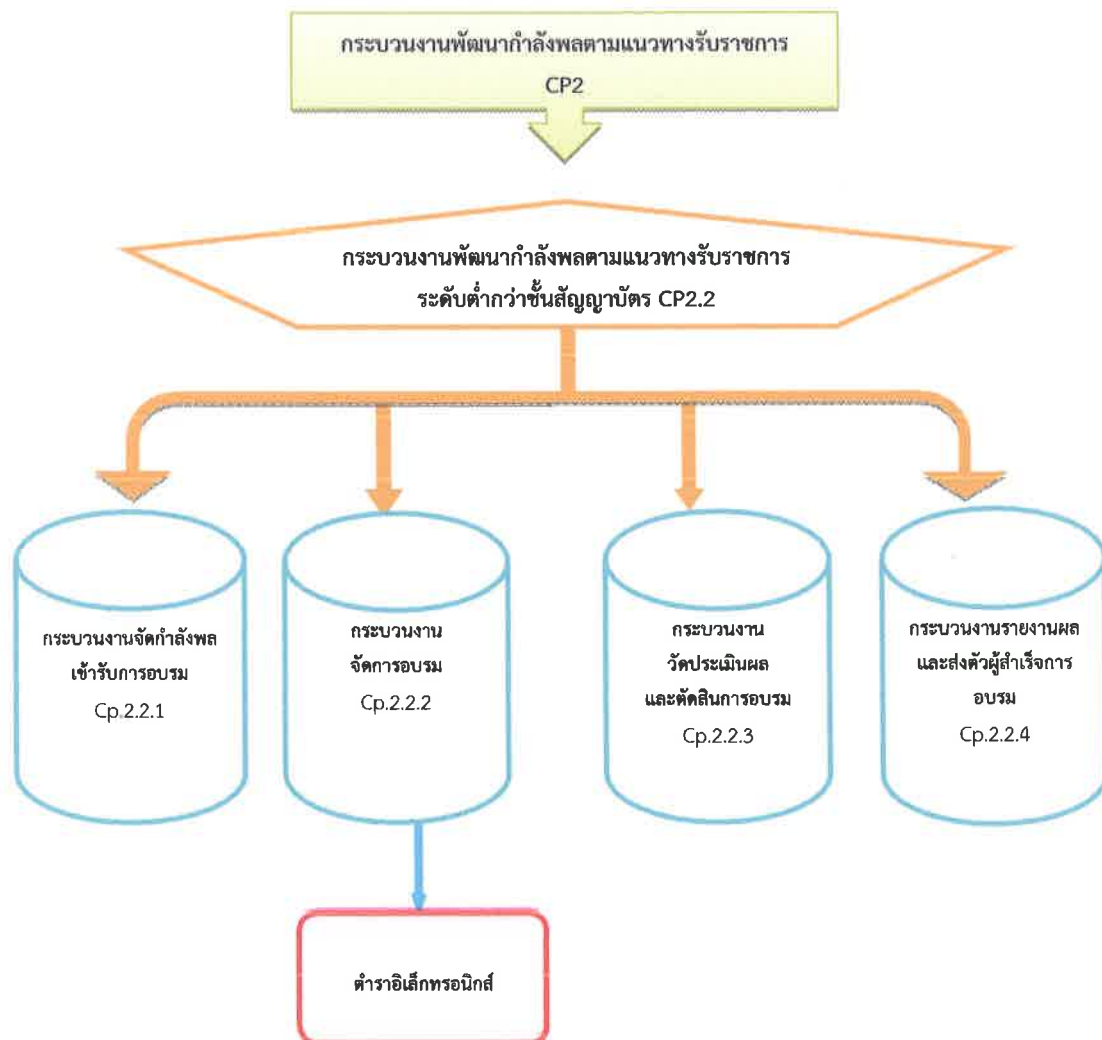 กระบวนงานพัฒนากำลังพลตามแนวทางรับราชการ
CP2
กระบวนงานพัฒนากำลังพลตามแนวทางรับราชการ
ระดับต่ำกว่าชั้นสัญญาบัตร CP2.2
กระบวนงานจัดกำลังพล
เข้ารับการอบรม
Cp.2.2.1
กระบวนงาน
จัดการอบรม
Cp.2.2.2
กระบวนงาน
วัดประเมินผล
และตัดสินการอบรม
Cp.2.2.3
กระบวนงานรายงานผล
และส่งตัวผู้สำเร็จการ
อบรม
Cp.2.2.4
ตำราอิเล็กทรอนิกส์